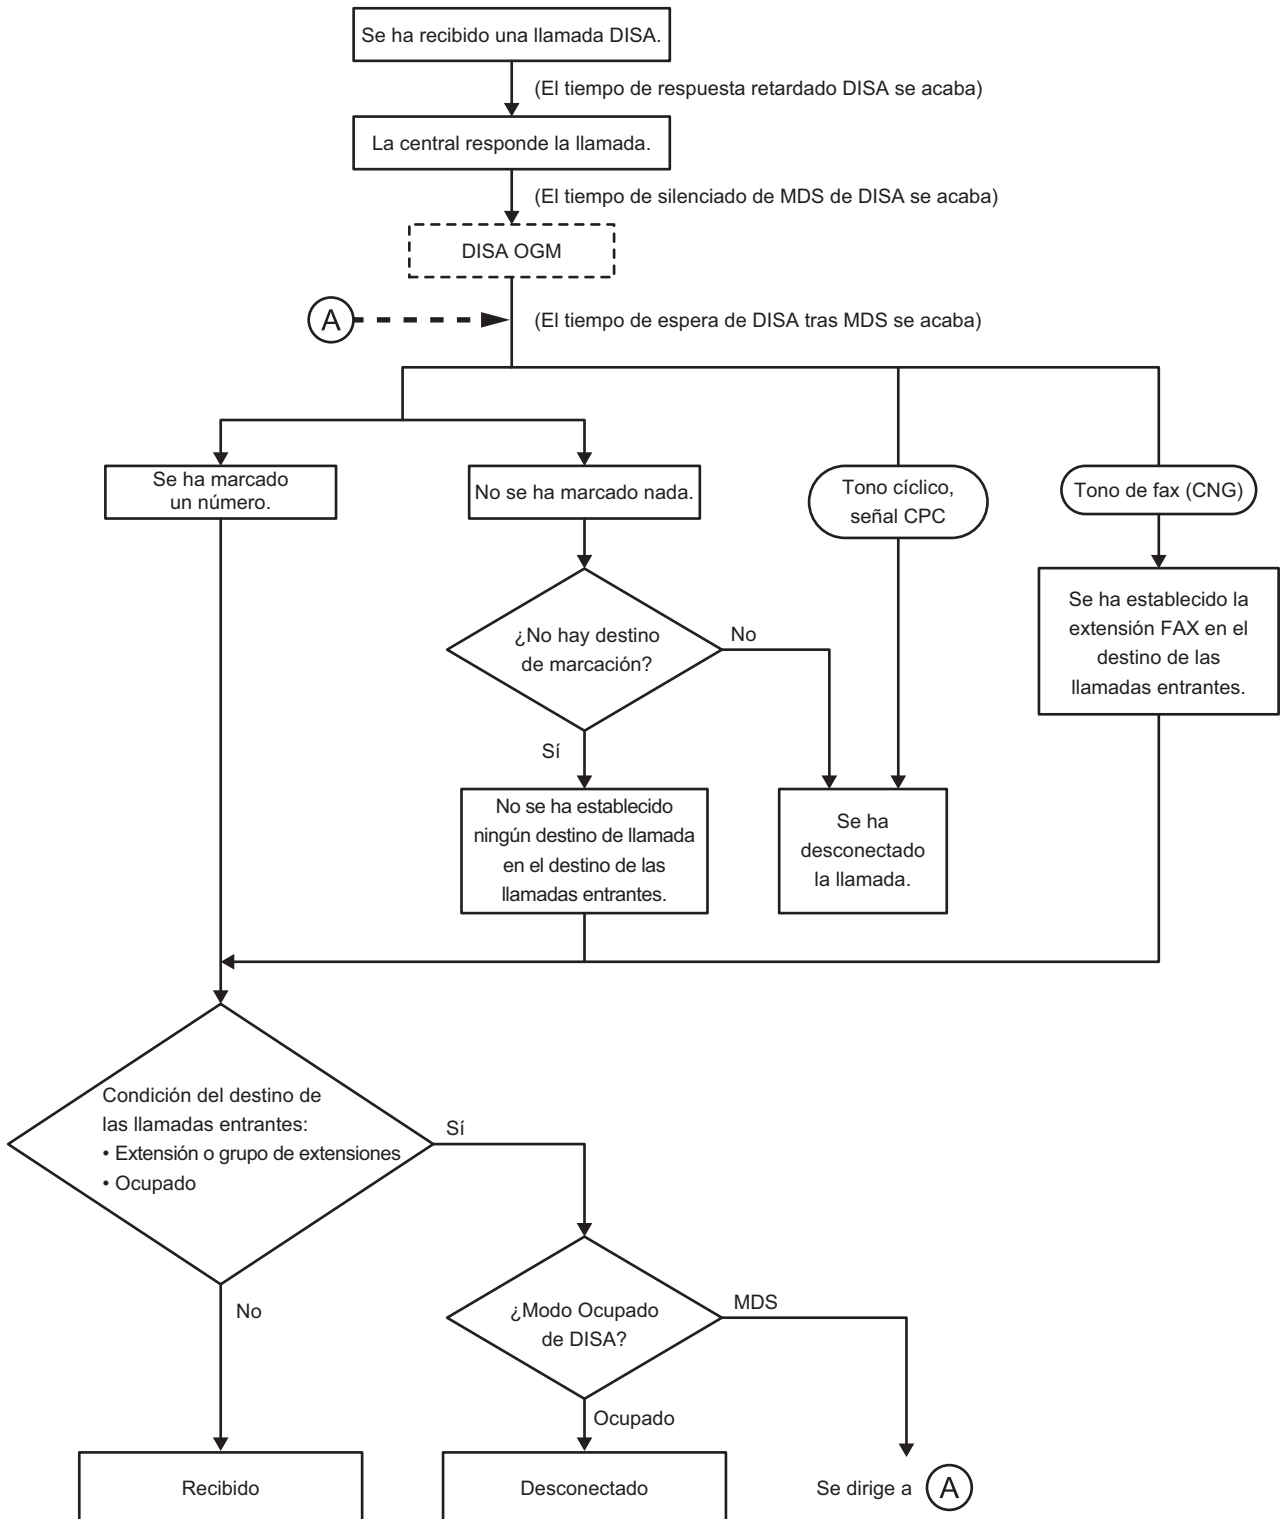 Se ha recibido una llamada DISA.
(El tiempo de respuesta retardado DISA se acaba)
La central responde la llamada.
(El tiempo de silenciado de MDS de DISA se acaba)
DISA OGM
A
(El tiempo de espera de DISA tras MDS se acaba)
Se ha marcado
un número.
No se ha marcado nada.
Tono cíclico,
señal CPC
Tono de fax (CNG)
¿No hay destino
de marcación?
No
Sí
Se ha establecido la
extensión FAX en el
destino de las
llamadas entrantes.
No se ha establecido
ningún destino de llamada
en el destino de las
llamadas entrantes.
Se ha
desconectado
la llamada.
Condición del destino de
las llamadas entrantes:
• Extensión o grupo de extensiones
• Ocupado
Sí
No
¿Modo Ocupado
de DISA?
MDS
Ocupado
Recibido
Desconectado
Se dirige a A